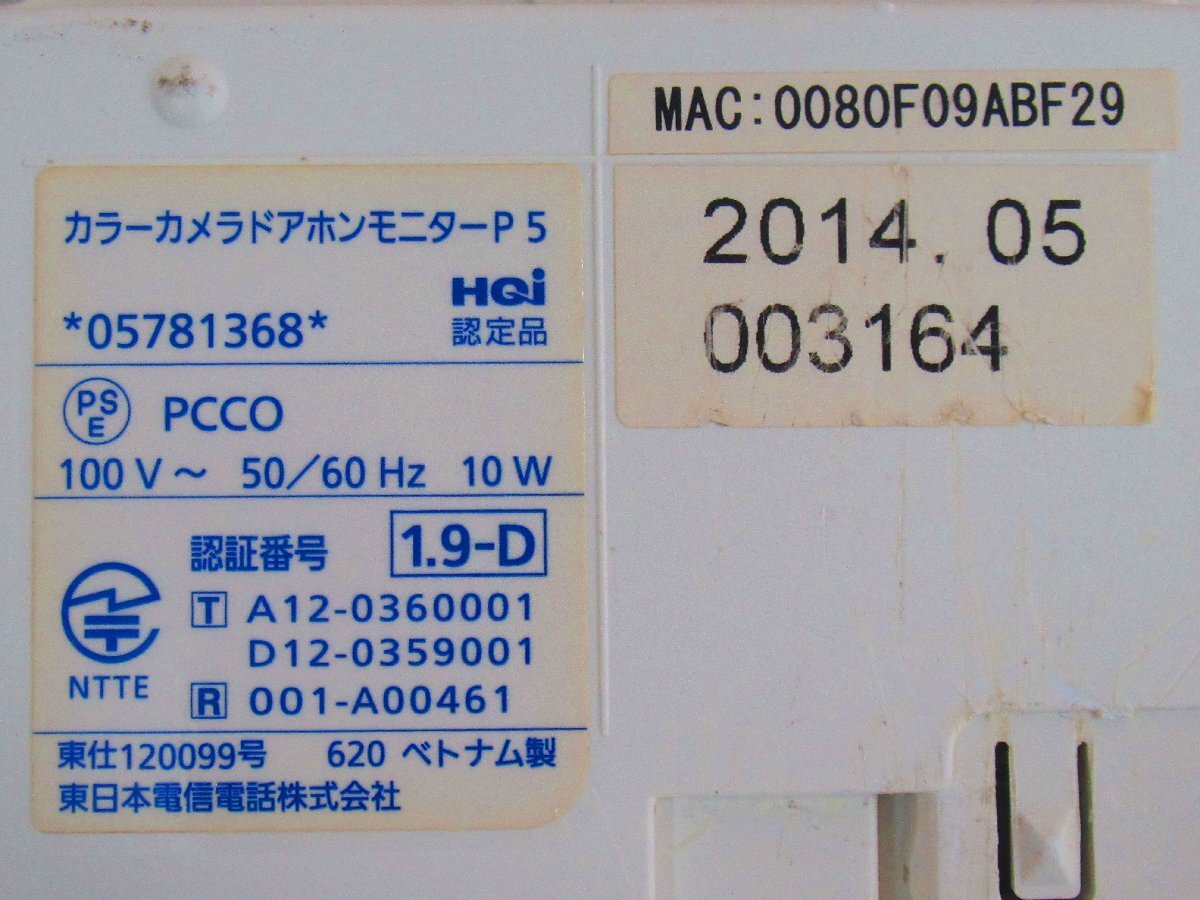 カラーカメラドアホンモニターP 5
HQi
*05781368*
認定品
PS
E
PCCO
100 V ～ 50/60 Hz 10 W
認証番号 1.9-D
T A12-0360001
D12-0359001
NTTE
R 001-A00461
東仕120099号 620 ベトナム製
東日本電信電話株式会社
MAC:0080F09ABF29
2014.05
003164